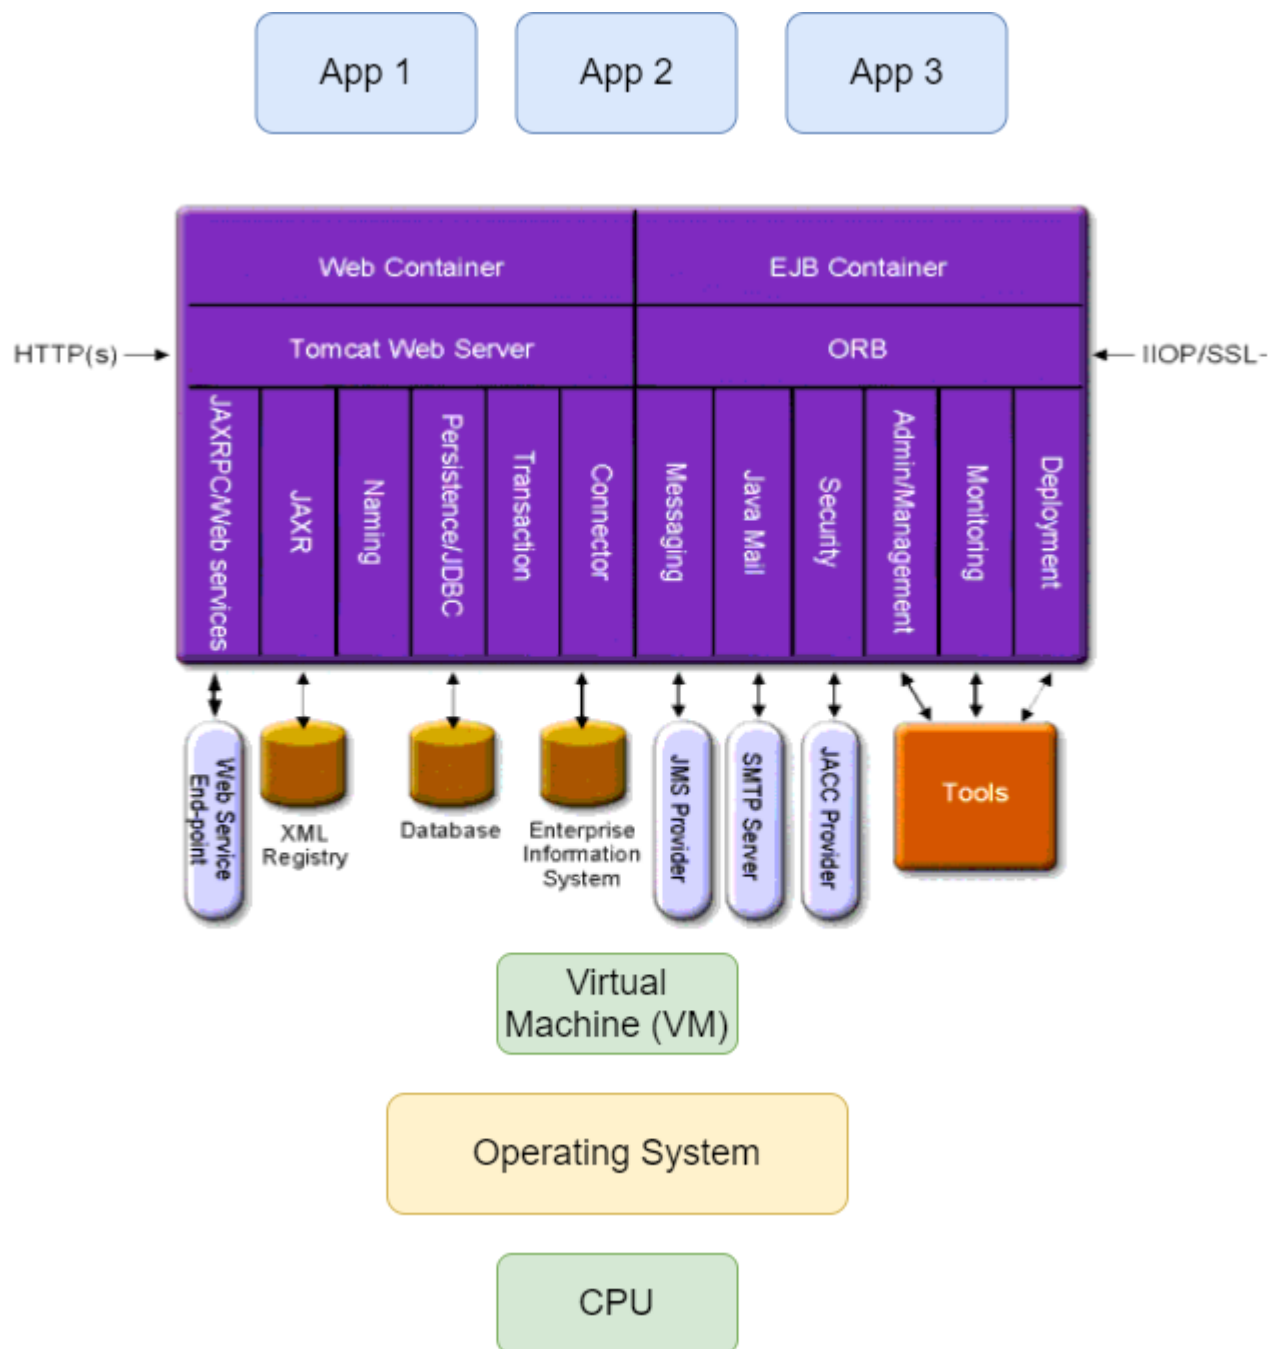 App 1
App 2
App 3
Web Container
EJB Container
HTTP(s)
Tomcat Web Server
ORB
IIOP/SSL-
JAXRPC/Web services
JAXR
Naming
Persistence/JDBC
Transaction
Connector
Messaging
Java Mail
Security
Admin/Management
Monitoring
Deployment
Web Service
End-point
XML
Registry
Database
Enterprise
Information
System
JMS Provider
SMTP Server
JACC Provider
Tools
Virtual
Machine (VM)
Operating System
CPU